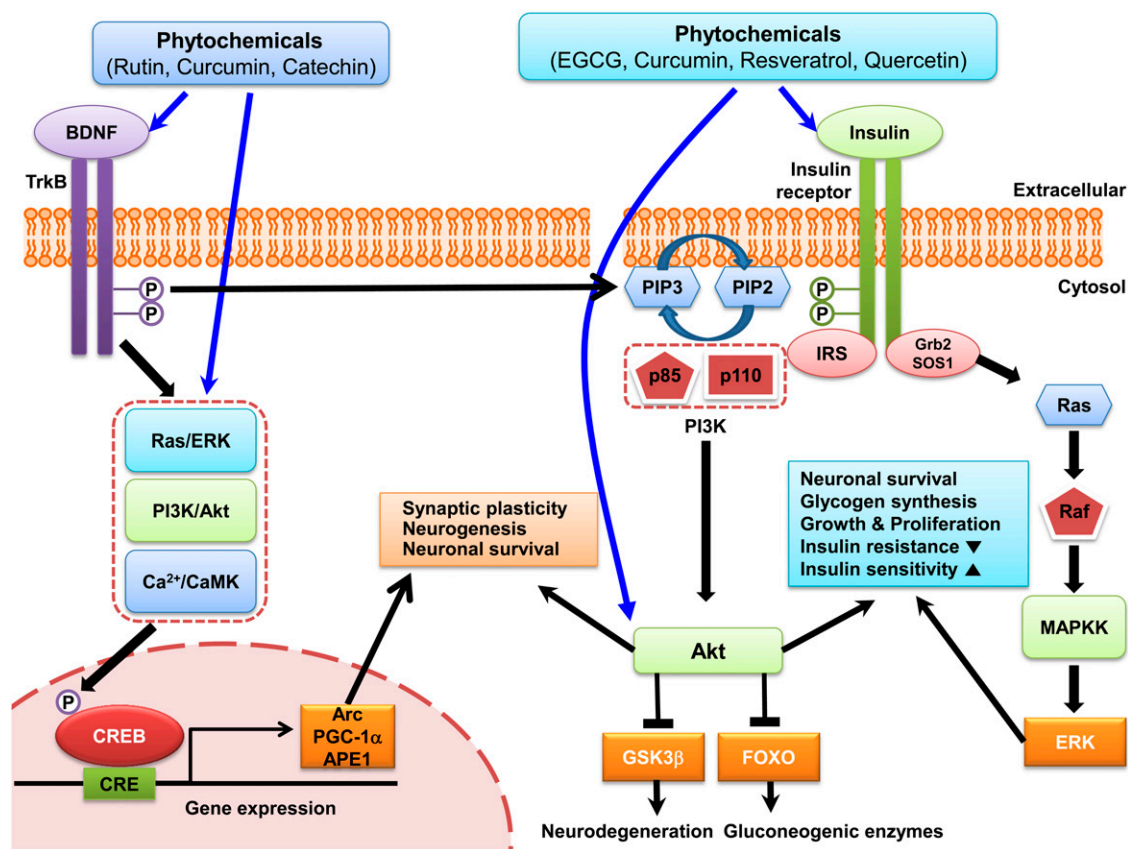 Phytochemicals
(Rutin, Curcumin, Catechin)
Phytochemicals
(EGCG, Curcumin, Resveratrol, Quercetin)
BDNF
TrkB
Insulin
Insulin
receptor
Extracellular
Cytosol
P
P
PIP3
PIP2
P
P
IRS
Grb2
SOS1
p85
p110
PI3K
Ras
Raf
MAPKK
ERK
Ras/ERK
PI3K/Akt
Ca²⁺/CaMK
Synaptic plasticity
Neurogenesis
Neuronal survival
Neuronal survival
Glycogen synthesis
Growth & Proliferation
Insulin resistance ▼
Insulin sensitivity ▲
Akt
P
CREB
CRE
Arc
PGC-1α
APE1
Gene expression
GSK3β
FOXO
Neurodegeneration
Gluconeogenic enzymes